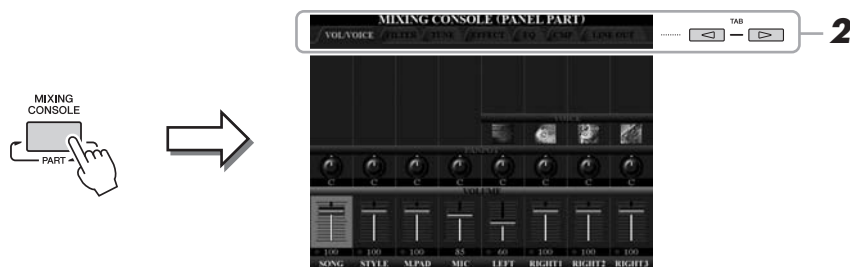 MIXING CONSOLE (PANEL PART)
VOL/VOICE FILTER TUNE EFFECT EQ CMP LINE OUT
TAB
2
MIXING
CONSOLE
PART
VOICE
PANPOT
C C C C C C C C
VOLUME
100 100 100 85 60 100 100 100
SONG STYLE M.PAD MIC LEFT RIGHT1 RIGHT2 RIGHT3